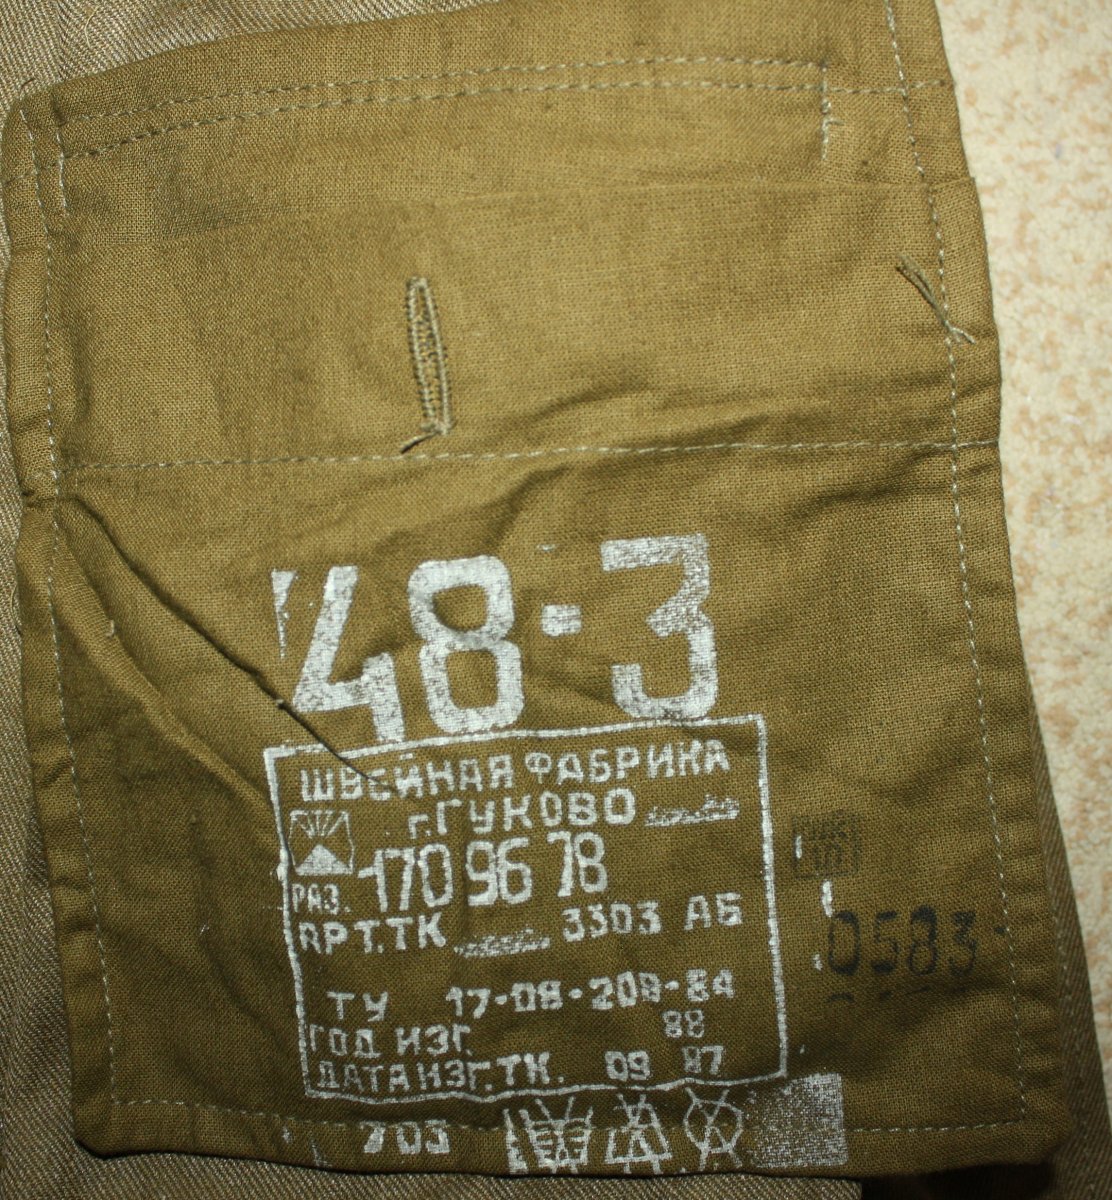 48-3
ШВЕЙНАЯ ФАБРИКА
г. ГУКОВО
РАЗ. 170 96 78
АРТ. ТК 3303 АБ
ТУ 17-08-209-84
ГОД ИЗГ. 88
ДАТА ИЗГ. ТК. 09 87
703
0583